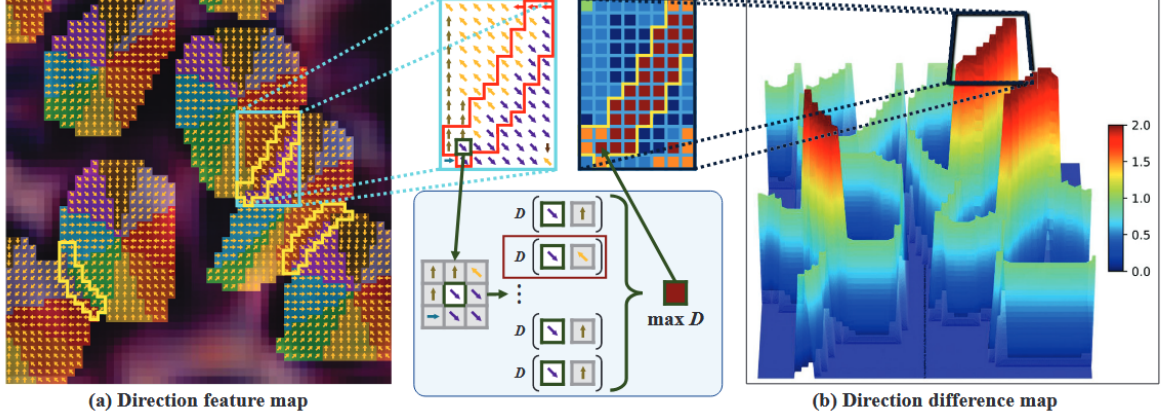 D
D
⋮
D
D
max D
2.0
1.5
1.0
0.5
0.0
(a) Direction feature map
(b) Direction difference map